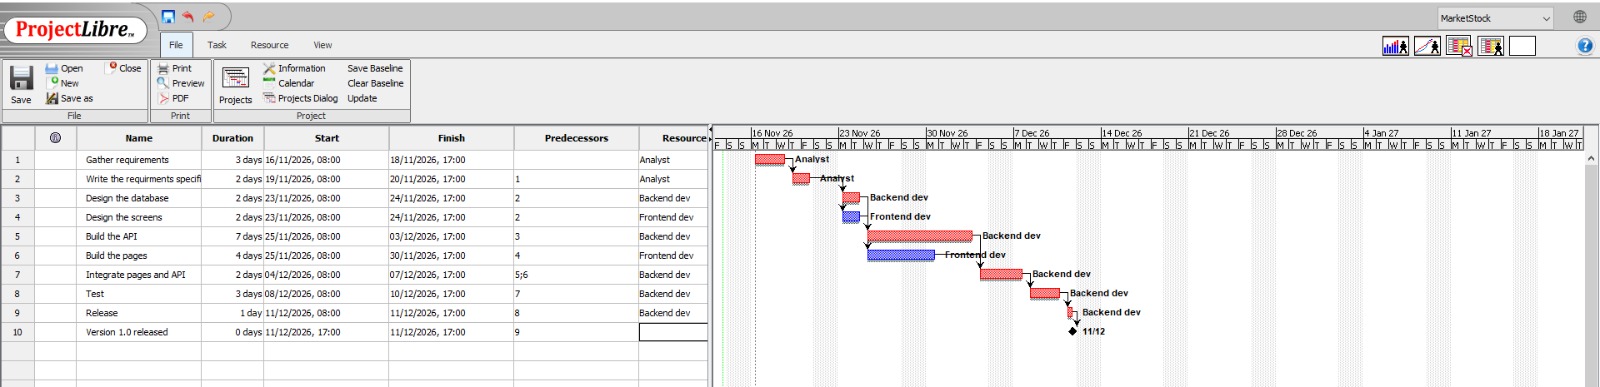 ProjectLibre™
MarketStock
File Task Resource View
Save
Open
New
Save as
Close
File
Print
Preview
PDF
Print
Projects
Information
Calendar
Projects Dialog
Save Baseline
Clear Baseline
Update
Project
Name Duration Start Finish Predecessors Resource
1 Gather requirements 3 days 16/11/2026, 08:00 18/11/2026, 17:00 Analyst
2 Write the requirments specifi 2 days 19/11/2026, 08:00 20/11/2026, 17:00 1 Analyst
3 Design the database 2 days 23/11/2026, 08:00 24/11/2026, 17:00 2 Backend dev
4 Design the screens 2 days 23/11/2026, 08:00 24/11/2026, 17:00 2 Frontend dev
5 Build the API 7 days 25/11/2026, 08:00 03/12/2026, 17:00 3 Backend dev
6 Build the pages 4 days 25/11/2026, 08:00 30/11/2026, 17:00 4 Frontend dev
7 Integrate pages and API 2 days 04/12/2026, 08:00 07/12/2026, 17:00 5;6 Backend dev
8 Test 3 days 08/12/2026, 08:00 10/12/2026, 17:00 7 Backend dev
9 Release 1 day 11/12/2026, 08:00 11/12/2026, 17:00 8 Backend dev
10 Version 1.0 released 0 days 11/12/2026, 17:00 11/12/2026, 17:00 9
16 Nov 26 23 Nov 26 30 Nov 26 7 Dec 26 14 Dec 26 21 Dec 26 28 Dec 26 4 Jan 27 11 Jan 27 18 Jan 27
F S S M T W T F S S M T W T F S S M T W T F S S M T W T F S S M T W T F S S M T W T F S S M T W T F S S M T W T F S S M T W T F S S M T W T
Analyst
Analyst
Backend dev
Frontend dev
Backend dev
Frontend dev
Backend dev
Backend dev
Backend dev
11/12